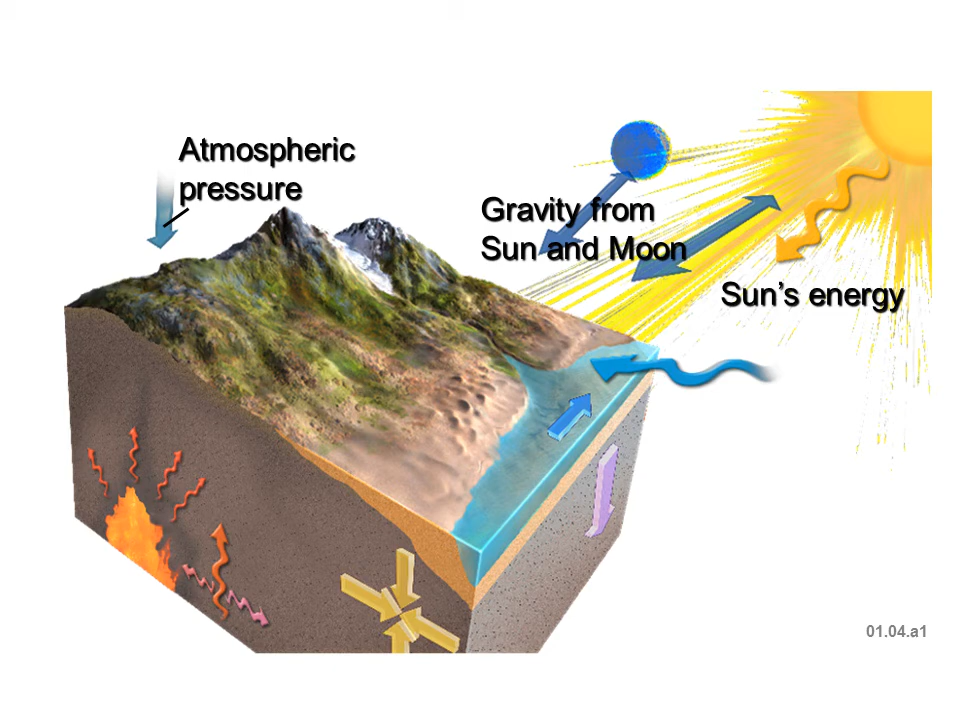 Atmospheric
pressure
Gravity from
Sun and Moon
Sun’s energy
01.04.a1